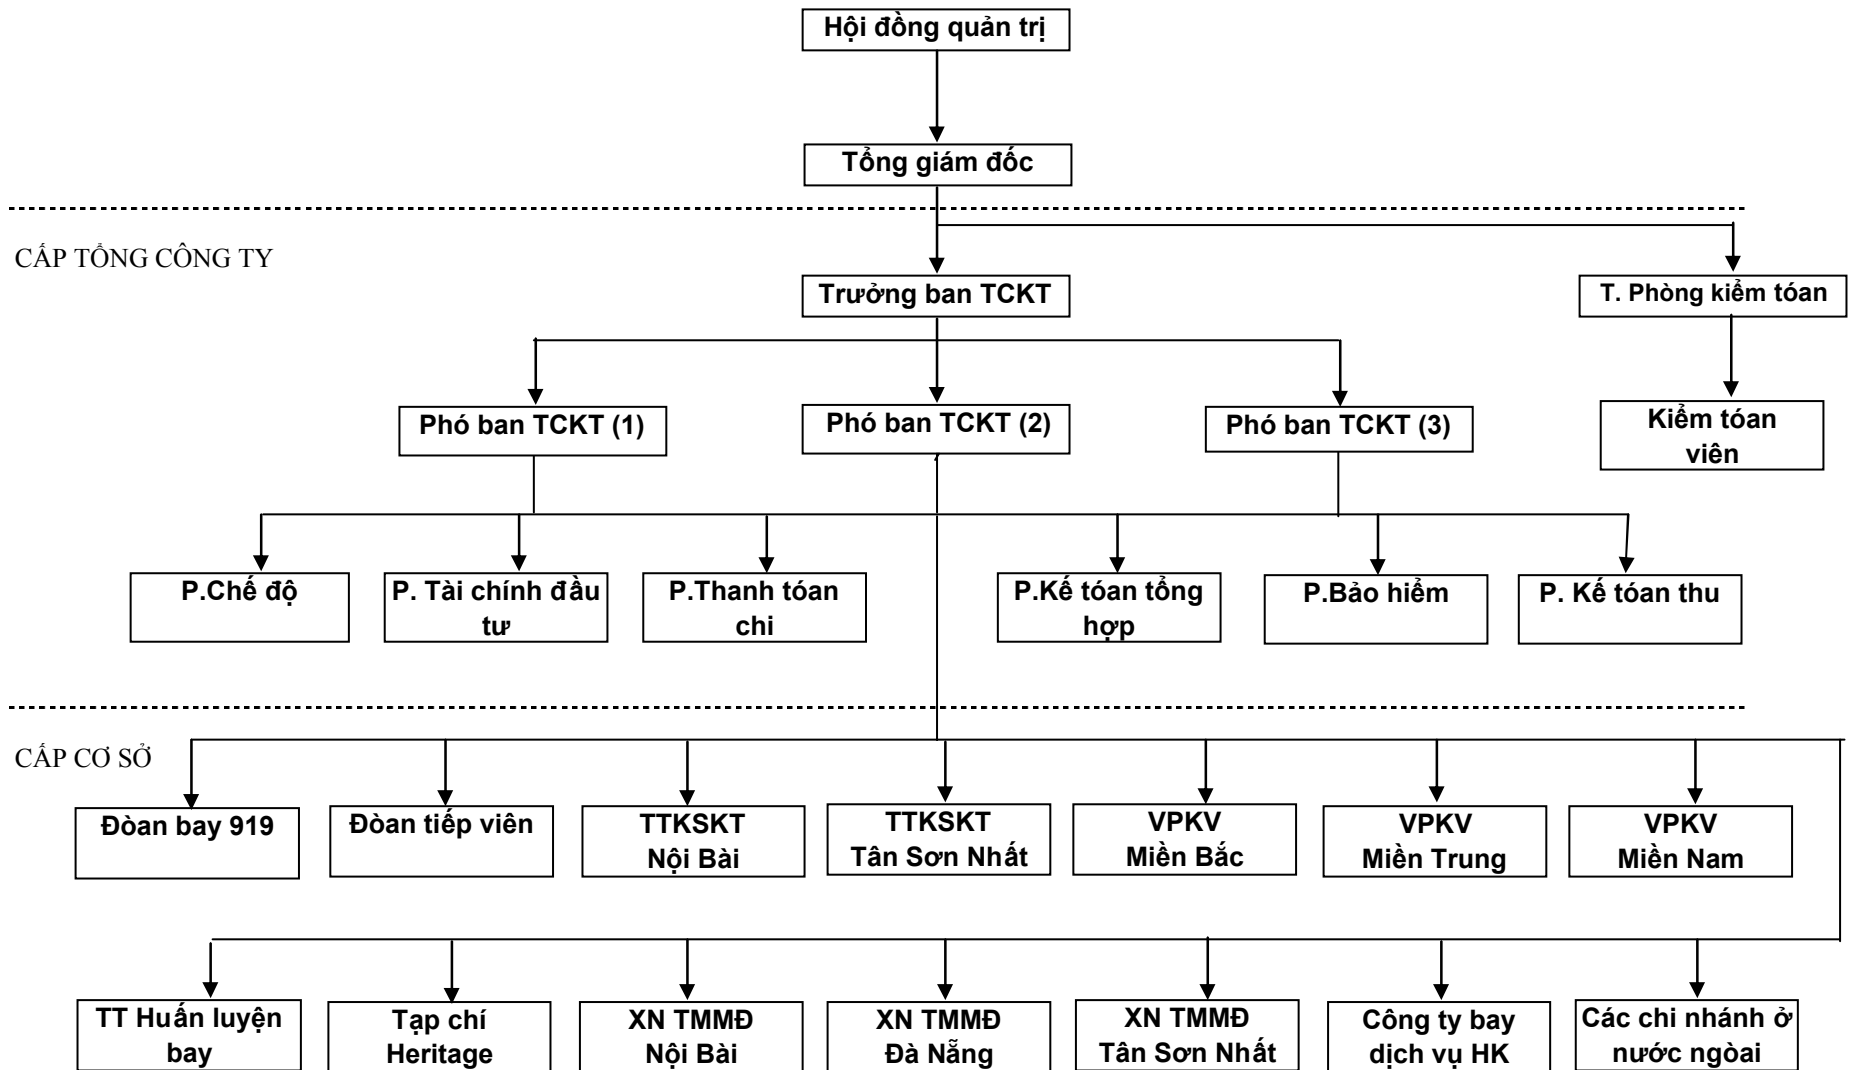 Hội đồng quản trị
Tổng giám đốc
CẤP TỔNG CÔNG TY
Trưởng ban TCKT
T. Phòng kiểm tóan
Phó ban TCKT (1)
Phó ban TCKT (2)
Phó ban TCKT (3)
Kiểm tóan
viên
P.Chế độ
P. Tài chính đầu
tư
P.Thanh tóan
chi
P.Kế tóan tổng
hợp
P.Bảo hiểm
P. Kế tóan thu
CẤP CƠ SỞ
Đòan bay 919
Đòan tiếp viên
TTKSKT
Nội Bài
TTKSKT
Tân Sơn Nhất
VPKV
Miền Bắc
VPKV
Miền Trung
VPKV
Miền Nam
TT Huấn luyện
bay
Tạp chí
Heritage
XN TMMĐ
Nội Bài
XN TMMĐ
Đà Nẵng
XN TMMĐ
Tân Sơn Nhất
Công ty bay
dịch vụ HK
Các chi nhánh ở
nước ngòai